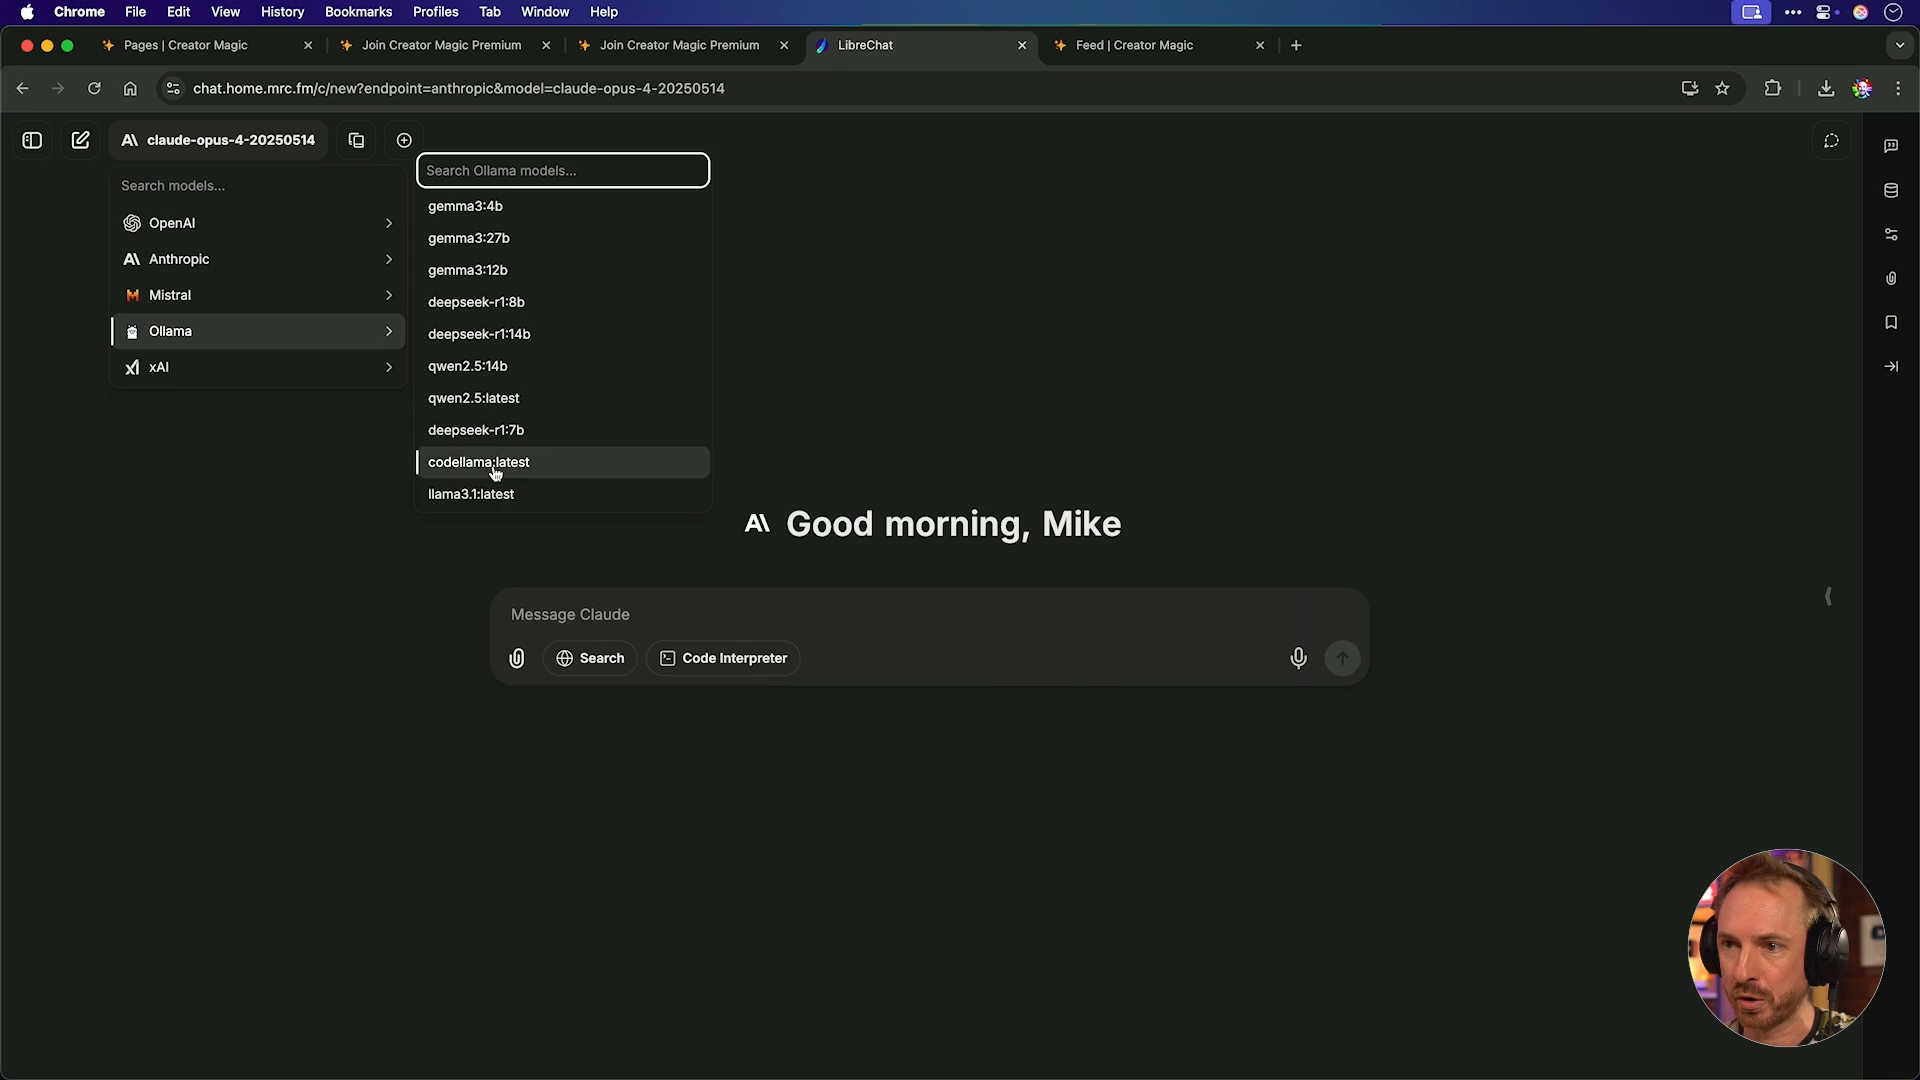 Chrome File Edit View History Bookmarks Profiles Tab Window Help
Pages | Creator Magic
Join Creator Magic Premium
Join Creator Magic Premium
LibreChat
Feed | Creator Magic
chat.home.mrc.fm/c/new?endpoint=anthropic&model=claude-opus-4-20250514
claude-opus-4-20250514
Search models...
OpenAI
Anthropic
Mistral
Ollama
xAI
Search Ollama models...
gemma3:4b
gemma3:27b
gemma3:12b
deepseek-r1:8b
deepseek-r1:14b
qwen2.5:14b
qwen2.5:latest
deepseek-r1:7b
codellama:latest
llama3.1:latest
Good morning, Mike
Message Claude
Search
Code Interpreter